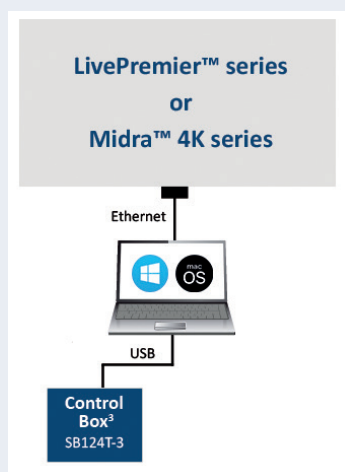 LivePremier™ series
or
Midra™ 4K series
Ethernet
mac
OS
USB
Control
Box³
SB124T-3